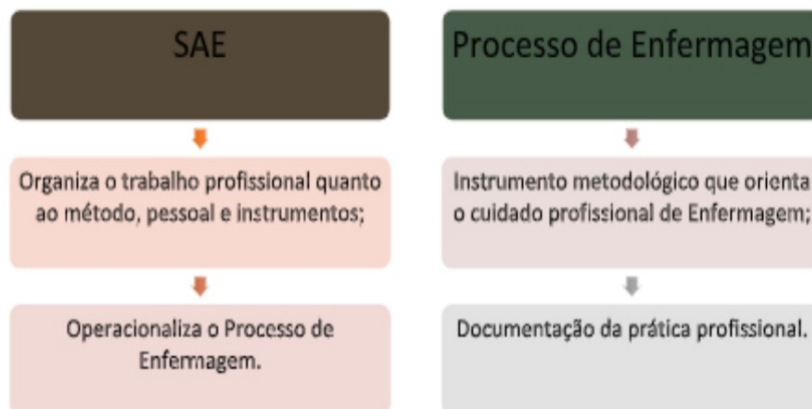 SAE
Organiza o trabalho profissional quanto
ao método, pessoal e instrumentos;
Operacionaliza o Processo de
Enfermagem.
Processo de Enfermagem
Instrumento metodológico que orienta
o cuidado profissional de Enfermagem;
Documentação da prática profissional.